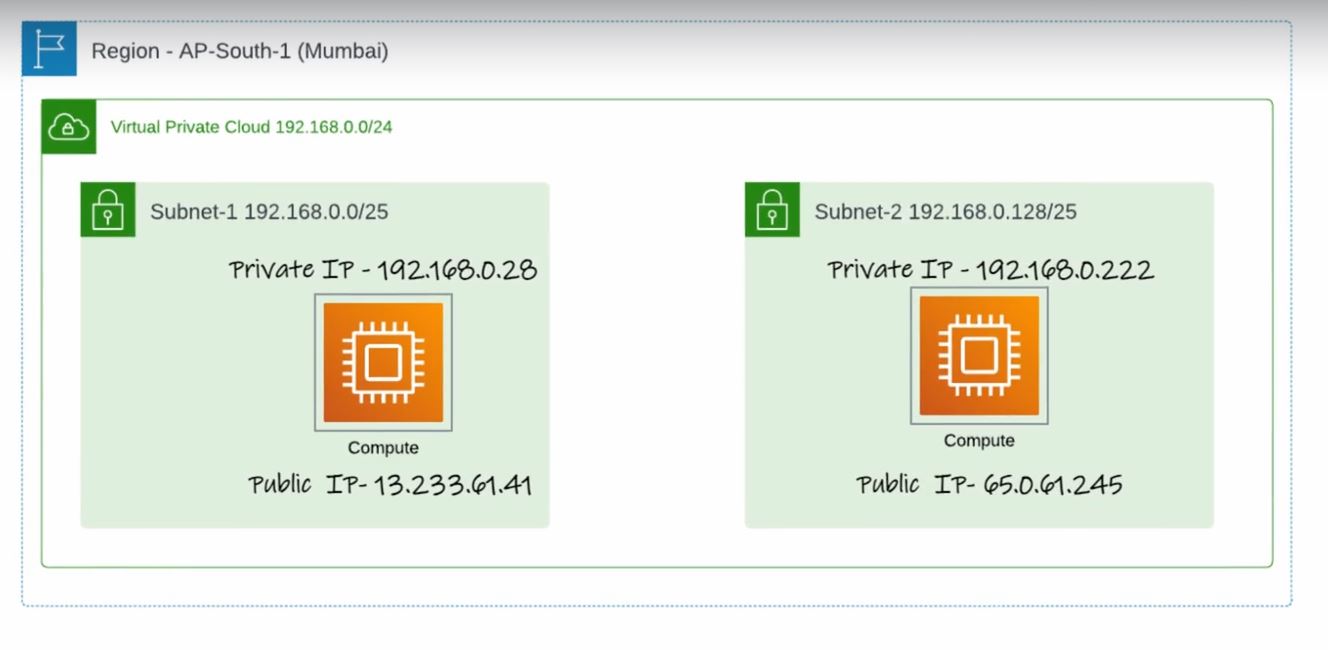 Region - AP-South-1 (Mumbai)
Virtual Private Cloud 192.168.0.0/24
Subnet-1 192.168.0.0/25
Private IP - 192.168.0.28
Compute
Public IP- 13.233.61.41
Subnet-2 192.168.0.128/25
Private IP - 192.168.0.222
Compute
Public IP- 65.0.61.245